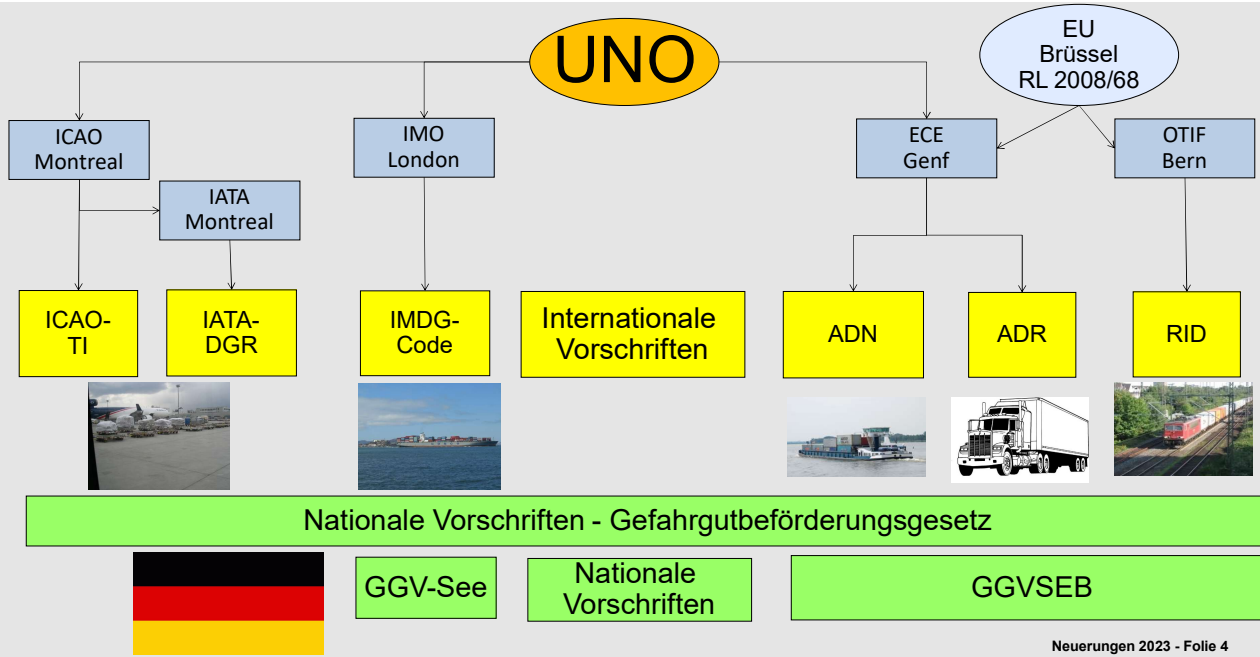 UNO
EU
Brüssel
RL 2008/68
ICAO
Montreal
IMO
London
ECE
Genf
OTIF
Bern
IATA
Montreal
ICAO-
TI
IATA-
DGR
IMDG-
Code
Internationale
Vorschriften
ADN
ADR
RID
Nationale Vorschriften - Gefahrgutbeförderungsgesetz
GGV-See
Nationale
Vorschriften
GGVSEB
Neuerungen 2023 - Folie 4